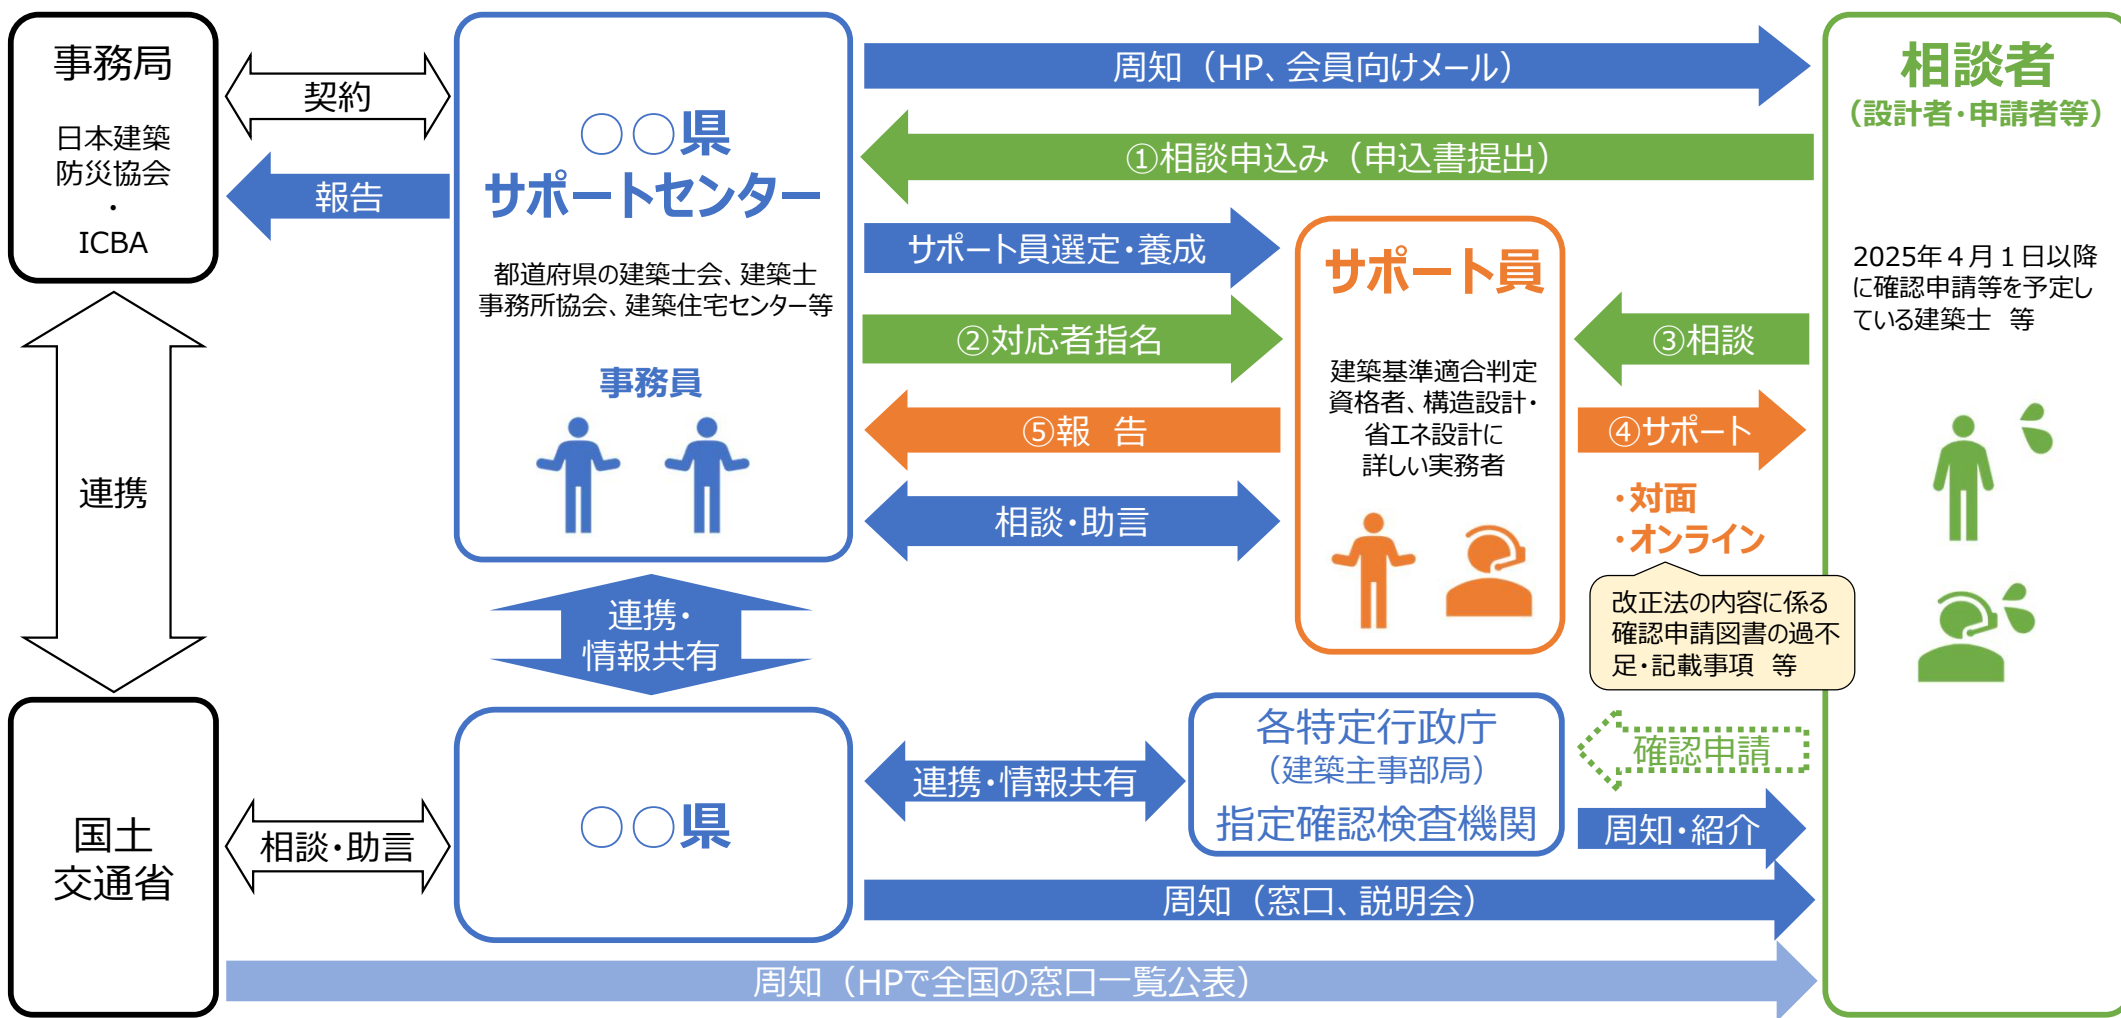 事務局
日本建築
防災協会
・
ICBA
契約
報告
連携
国土
交通省
相談・助言
○○県
サポートセンター
都道府県の建築士会、建築士
事務所協会、建築住宅センター等
事務員
連携・
情報共有
○○県
周知（HP、会員向けメール）
①相談申込み（申込書提出）
サポート員選定・養成
②対応者指名
⑤報　告
相談・助言
サポート員
建築基準適合判定
資格者、構造設計・
省エネ設計に
詳しい実務者
③相談
④サポート
・対面
・オンライン
改正法の内容に係る
確認申請図書の過不
足・記載事項　等
連携・情報共有
各特定行政庁
（建築主事部局）
指定確認検査機関
確認申請
周知・紹介
周知（窓口、説明会）
周知（HPで全国の窓口一覧公表）
相談者
（設計者・申請者等）
2025年４月１日以降
に確認申請等を予定し
ている建築士　等